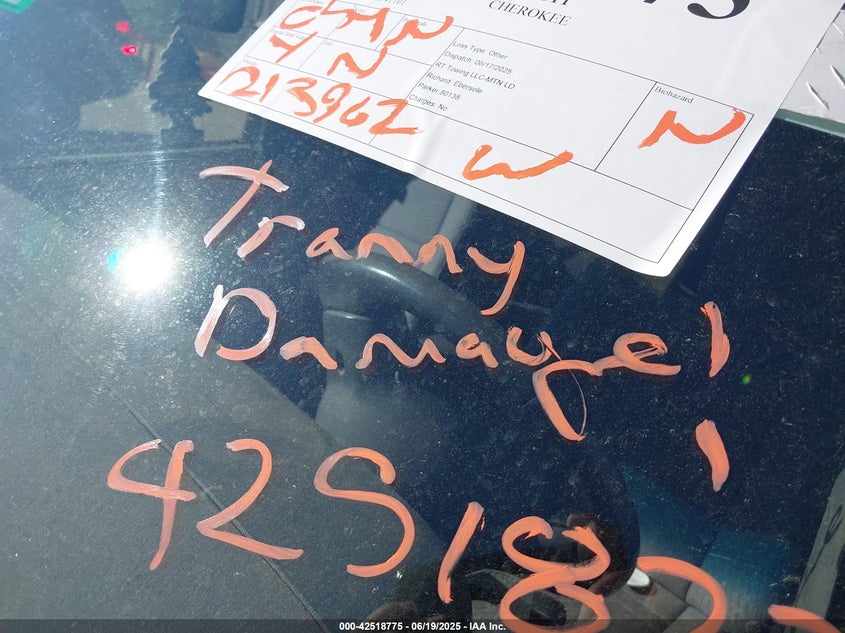 CHEROKEE
Y
N
N
213962
Loss Type: Other
Dispatch: 06/17/2025
RT Towing LLC-MTN LD
Richard Ebersole
Parker, 80138
Charges: No
Biohazard
N
W
Tranny
Damage!
425187
000-42518775 - 06/19/2025 - IAA Inc.